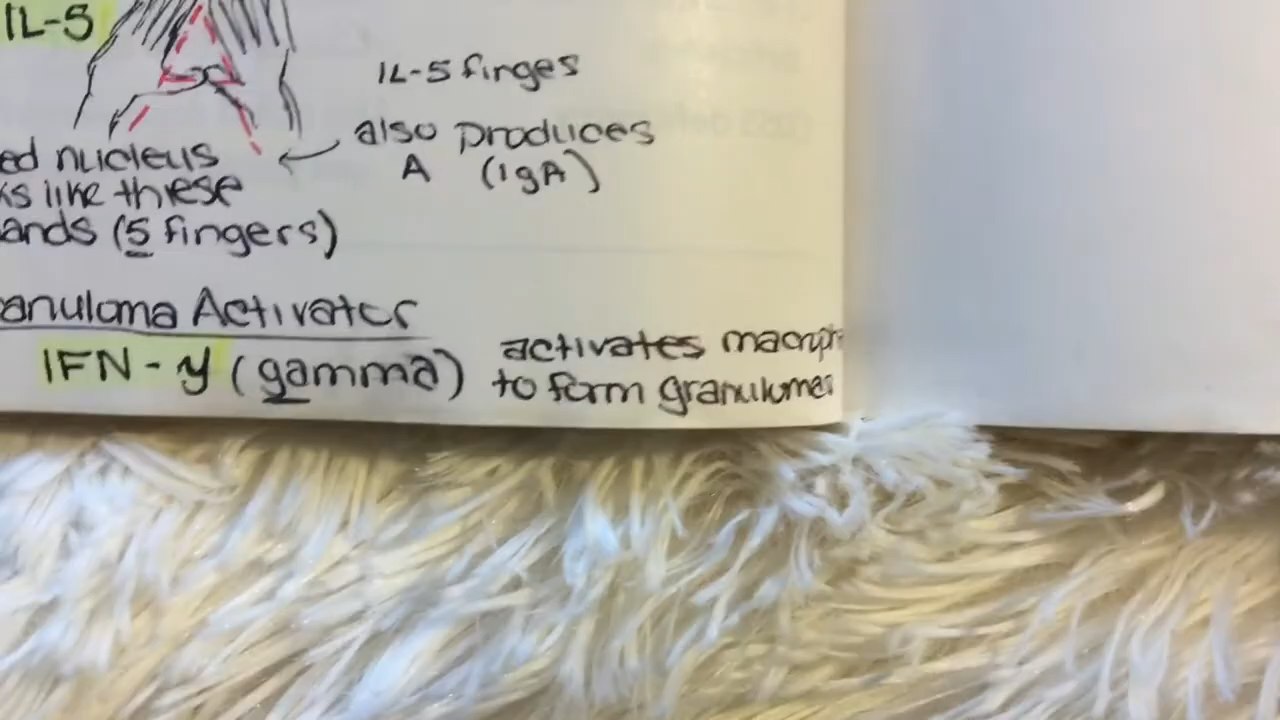 IL-5
IL-5 finges
also produces
A (IgA)
ed nucleus
ks like these
ands (5 fingers)
anuloma Activator
IFN-γ (gamma) activates macroph
to form granulomas